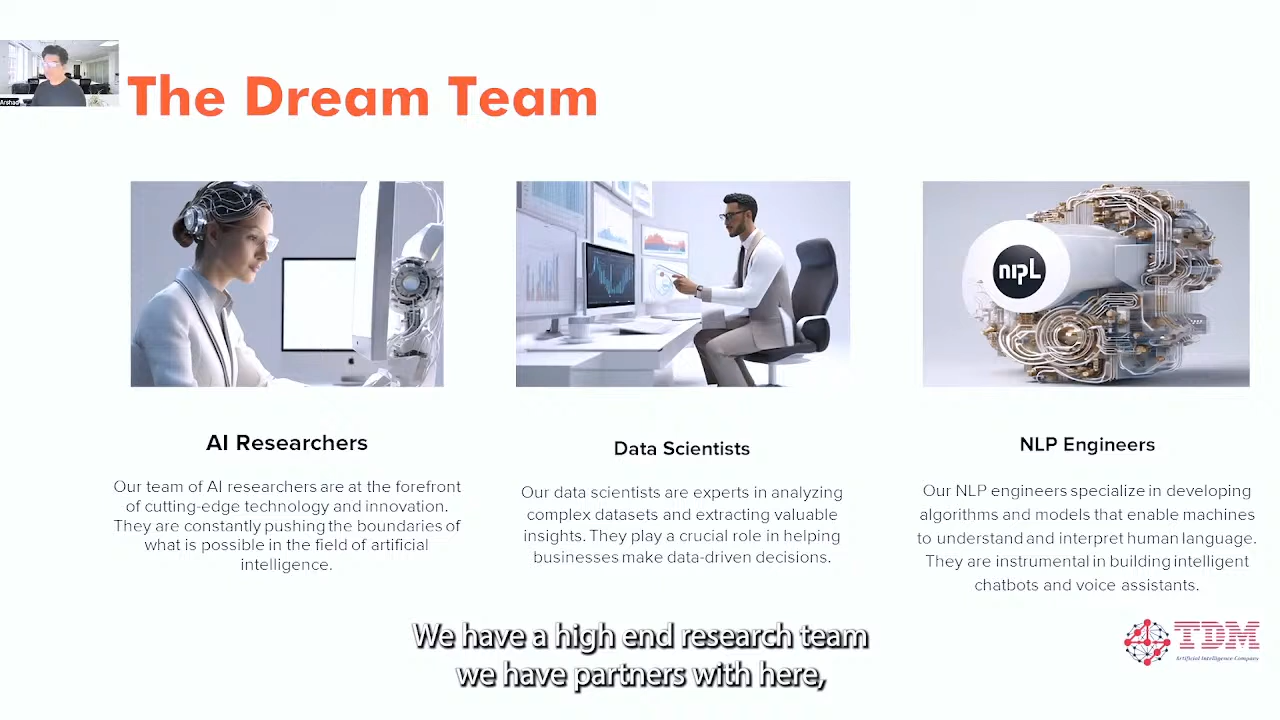 Arshad
The Dream Team
nıpL
AI Researchers
Our team of AI researchers are at the forefront
of cutting-edge technology and innovation.
They are constantly pushing the boundaries of
what is possible in the field of artificial
intelligence.
Data Scientists
Our data scientists are experts in analyzing
complex datasets and extracting valuable
insights. They play a crucial role in helping
businesses make data-driven decisions.
NLP Engineers
Our NLP engineers specialize in developing
algorithms and models that enable machines
to understand and interpret human language.
They are instrumental in building intelligent
chatbots and voice assistants.
We have a high end research team
we have partners with here,
TDM
Artificial Intelligence Company